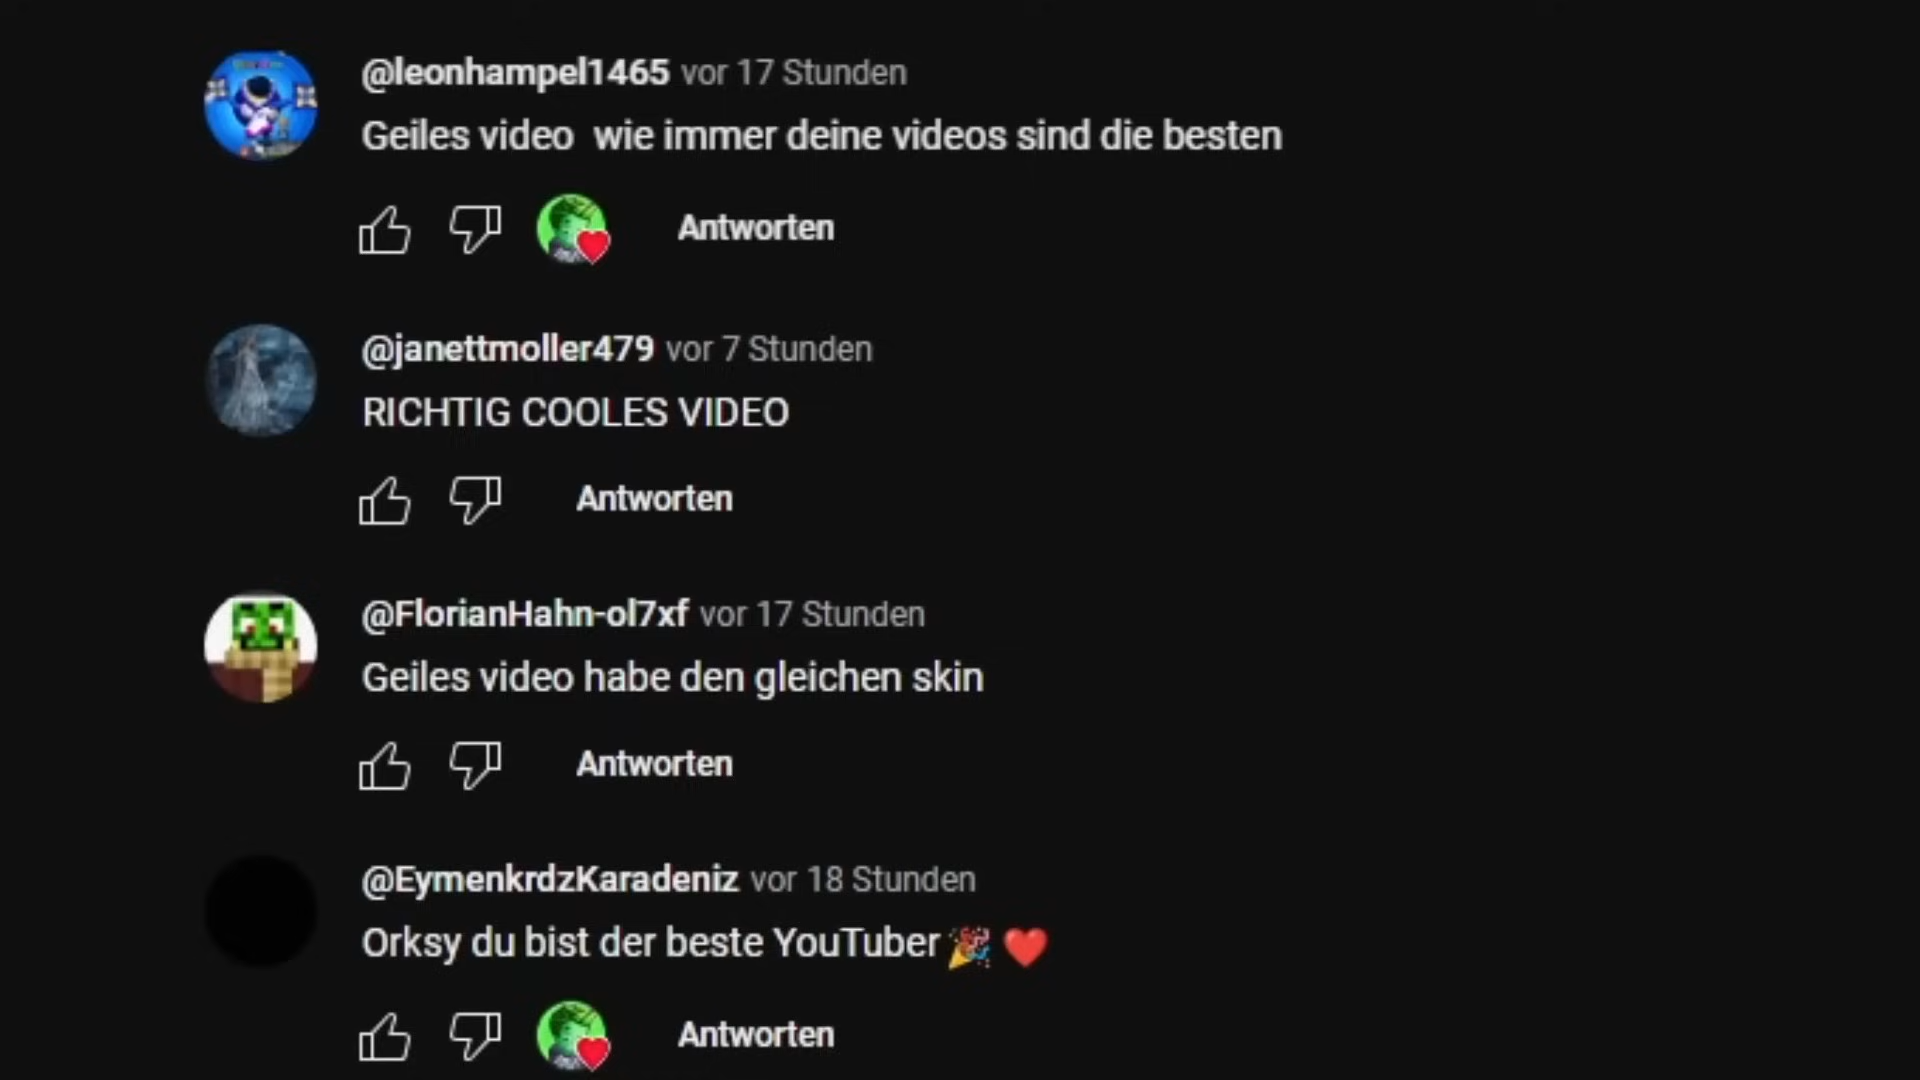 @leonhampel1465 vor 17 Stunden
Geiles video  wie immer deine videos sind die besten
Antworten
@janettmoller479 vor 7 Stunden
RICHTIG COOLES VIDEO
Antworten
@FlorianHahn-ol7xf vor 17 Stunden
Geiles video habe den gleichen skin
Antworten
@EymenkrdzKaradeniz vor 18 Stunden
Orksy du bist der beste YouTuber🎉 ❤️
Antworten